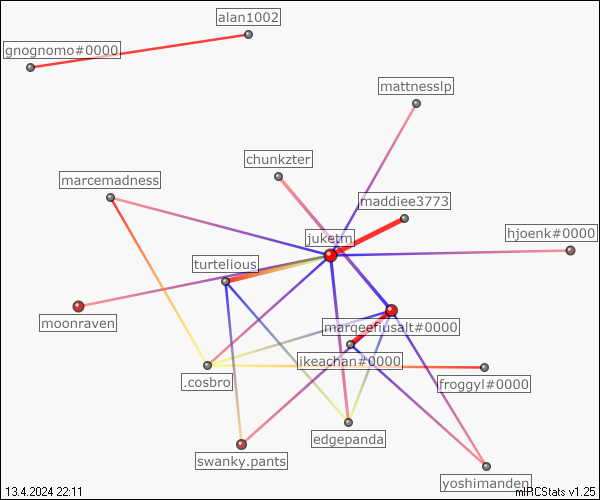 alan1002
gnognomo#0000
mattnesslp
chunkzter
marcemadness
maddiee3773
hjoenk#0000
juketm
turtelious
moonraven
marqeefiusalt#0000
ikeachan#0000
.cosbro
froggyl#0000
edgepanda
swanky.pants
yoshimanden
13.4.2024 22:11
mIRCStats v1.25